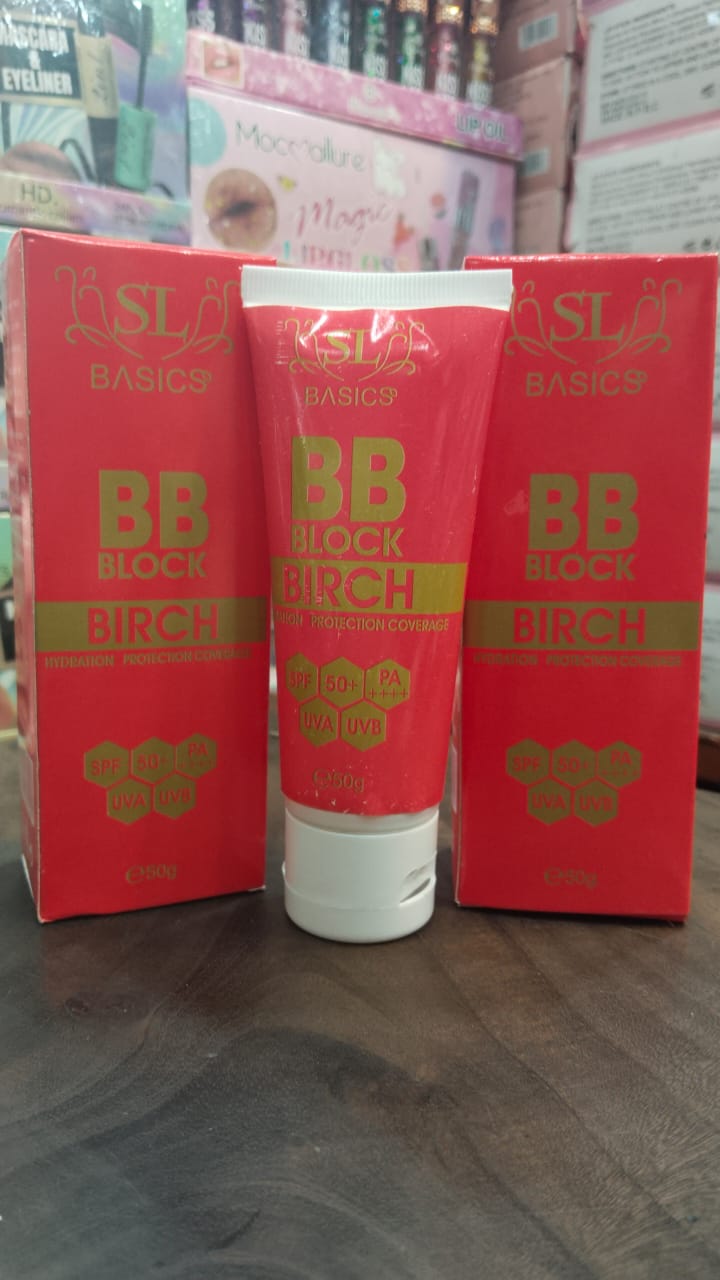 MASCARA
&
EYELINER
HD.
LIP OIL
Magic
LIPGLOSS
SL
BASICS
BB
BLOCK
BIRCH
HYDRATION PROTECTION COVERAGE
SPF 50+ PA
++++
UVA UVB
℮50g
SL
BASICS
BB
BLOCK
BIRCH
PROTECTION COVERAGE
SPF 50+ PA
++++
UVA UVB
℮50g
SL
BASICS
BB
BLOCK
BIRCH
HYDRATION PROTECTION COVERAGE
SPF 50+ PA
++++
UVA UVB
℮50g